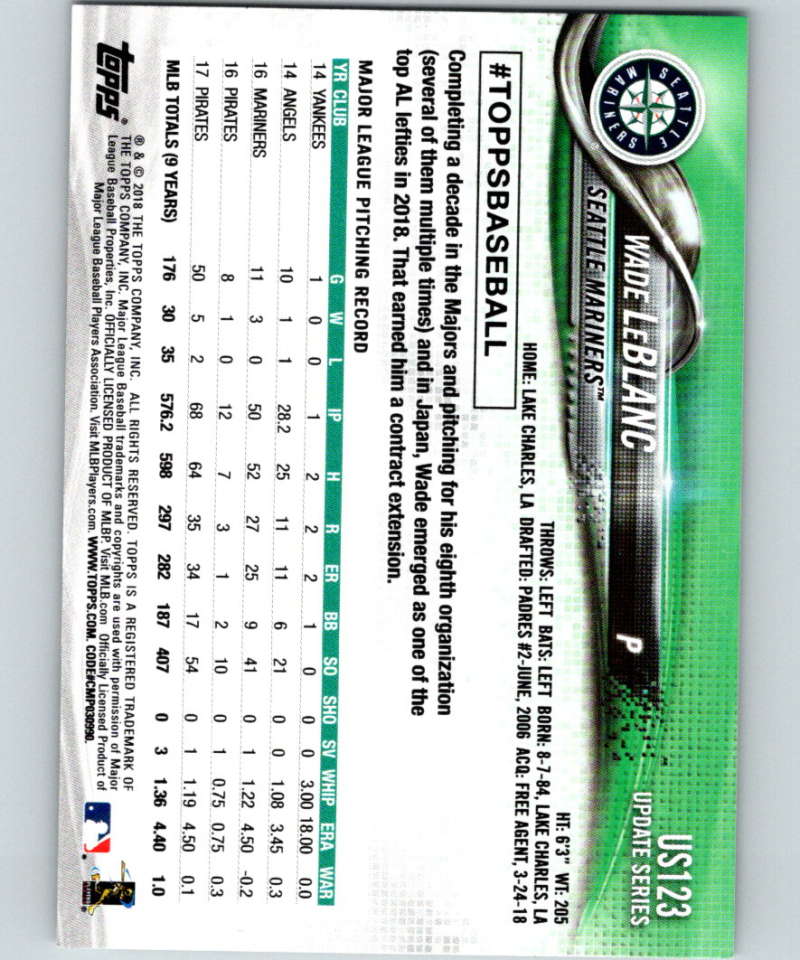 US123
UPDATE SERIES
SEATTLE MARINERS
WADE LEBLANC P
SEATTLE MARINERS™
HT: 6'3" WT: 205
THROWS: LEFT BATS: LEFT BORN: 8-7-84, LAKE CHARLES, LA
HOME: LAKE CHARLES, LA DRAFTED: PADRES #2-JUNE, 2006 ACQ: FREE AGENT, 3-24-18
#TOPPSBASEBALL
Completing a decade in the Majors and pitching for his eighth organization
(several of them multiple times) and in Japan, Wade emerged as one of the
top AL lefties in 2018. That earned him a contract extension.
MAJOR LEAGUE PITCHING RECORD
YR CLUB G W L IP H R ER BB SO SHO SV WHIP ERA WAR
14 YANKEES 1 0 0 1 2 2 2 1 0 0 0 3.00 18.00 0.0
14 ANGELS 10 1 1 28.2 25 11 11 6 21 0 0 1.08 3.45 0.3
16 MARINERS 11 3 0 50 52 27 25 9 41 0 1 1.22 4.50 -0.2
16 PIRATES 8 1 0 12 7 3 1 2 10 0 1 0.75 0.75 0.3
17 PIRATES 50 5 2 68 64 35 34 17 54 0 1 1.19 4.50 0.1
MLB TOTALS (9 YEARS) 176 30 35 576.2 598 297 282 187 407 0 3 1.36 4.40 1.0
topps®
® & © 2018 THE TOPPS COMPANY, INC. ALL RIGHTS RESERVED. TOPPS IS A REGISTERED TRADEMARK OF
THE TOPPS COMPANY, INC. Major League Baseball trademarks and copyrights are used with permission of Major
League Baseball Properties, Inc. OFFICIALLY LICENSED PRODUCT OF MLBP. Visit MLB.com Officially Licensed Product of
Major League Baseball Players Association. Visit MLBPlayers.com. WWW.TOPPS.COM. CODE#CMP030990.
PLAYERS